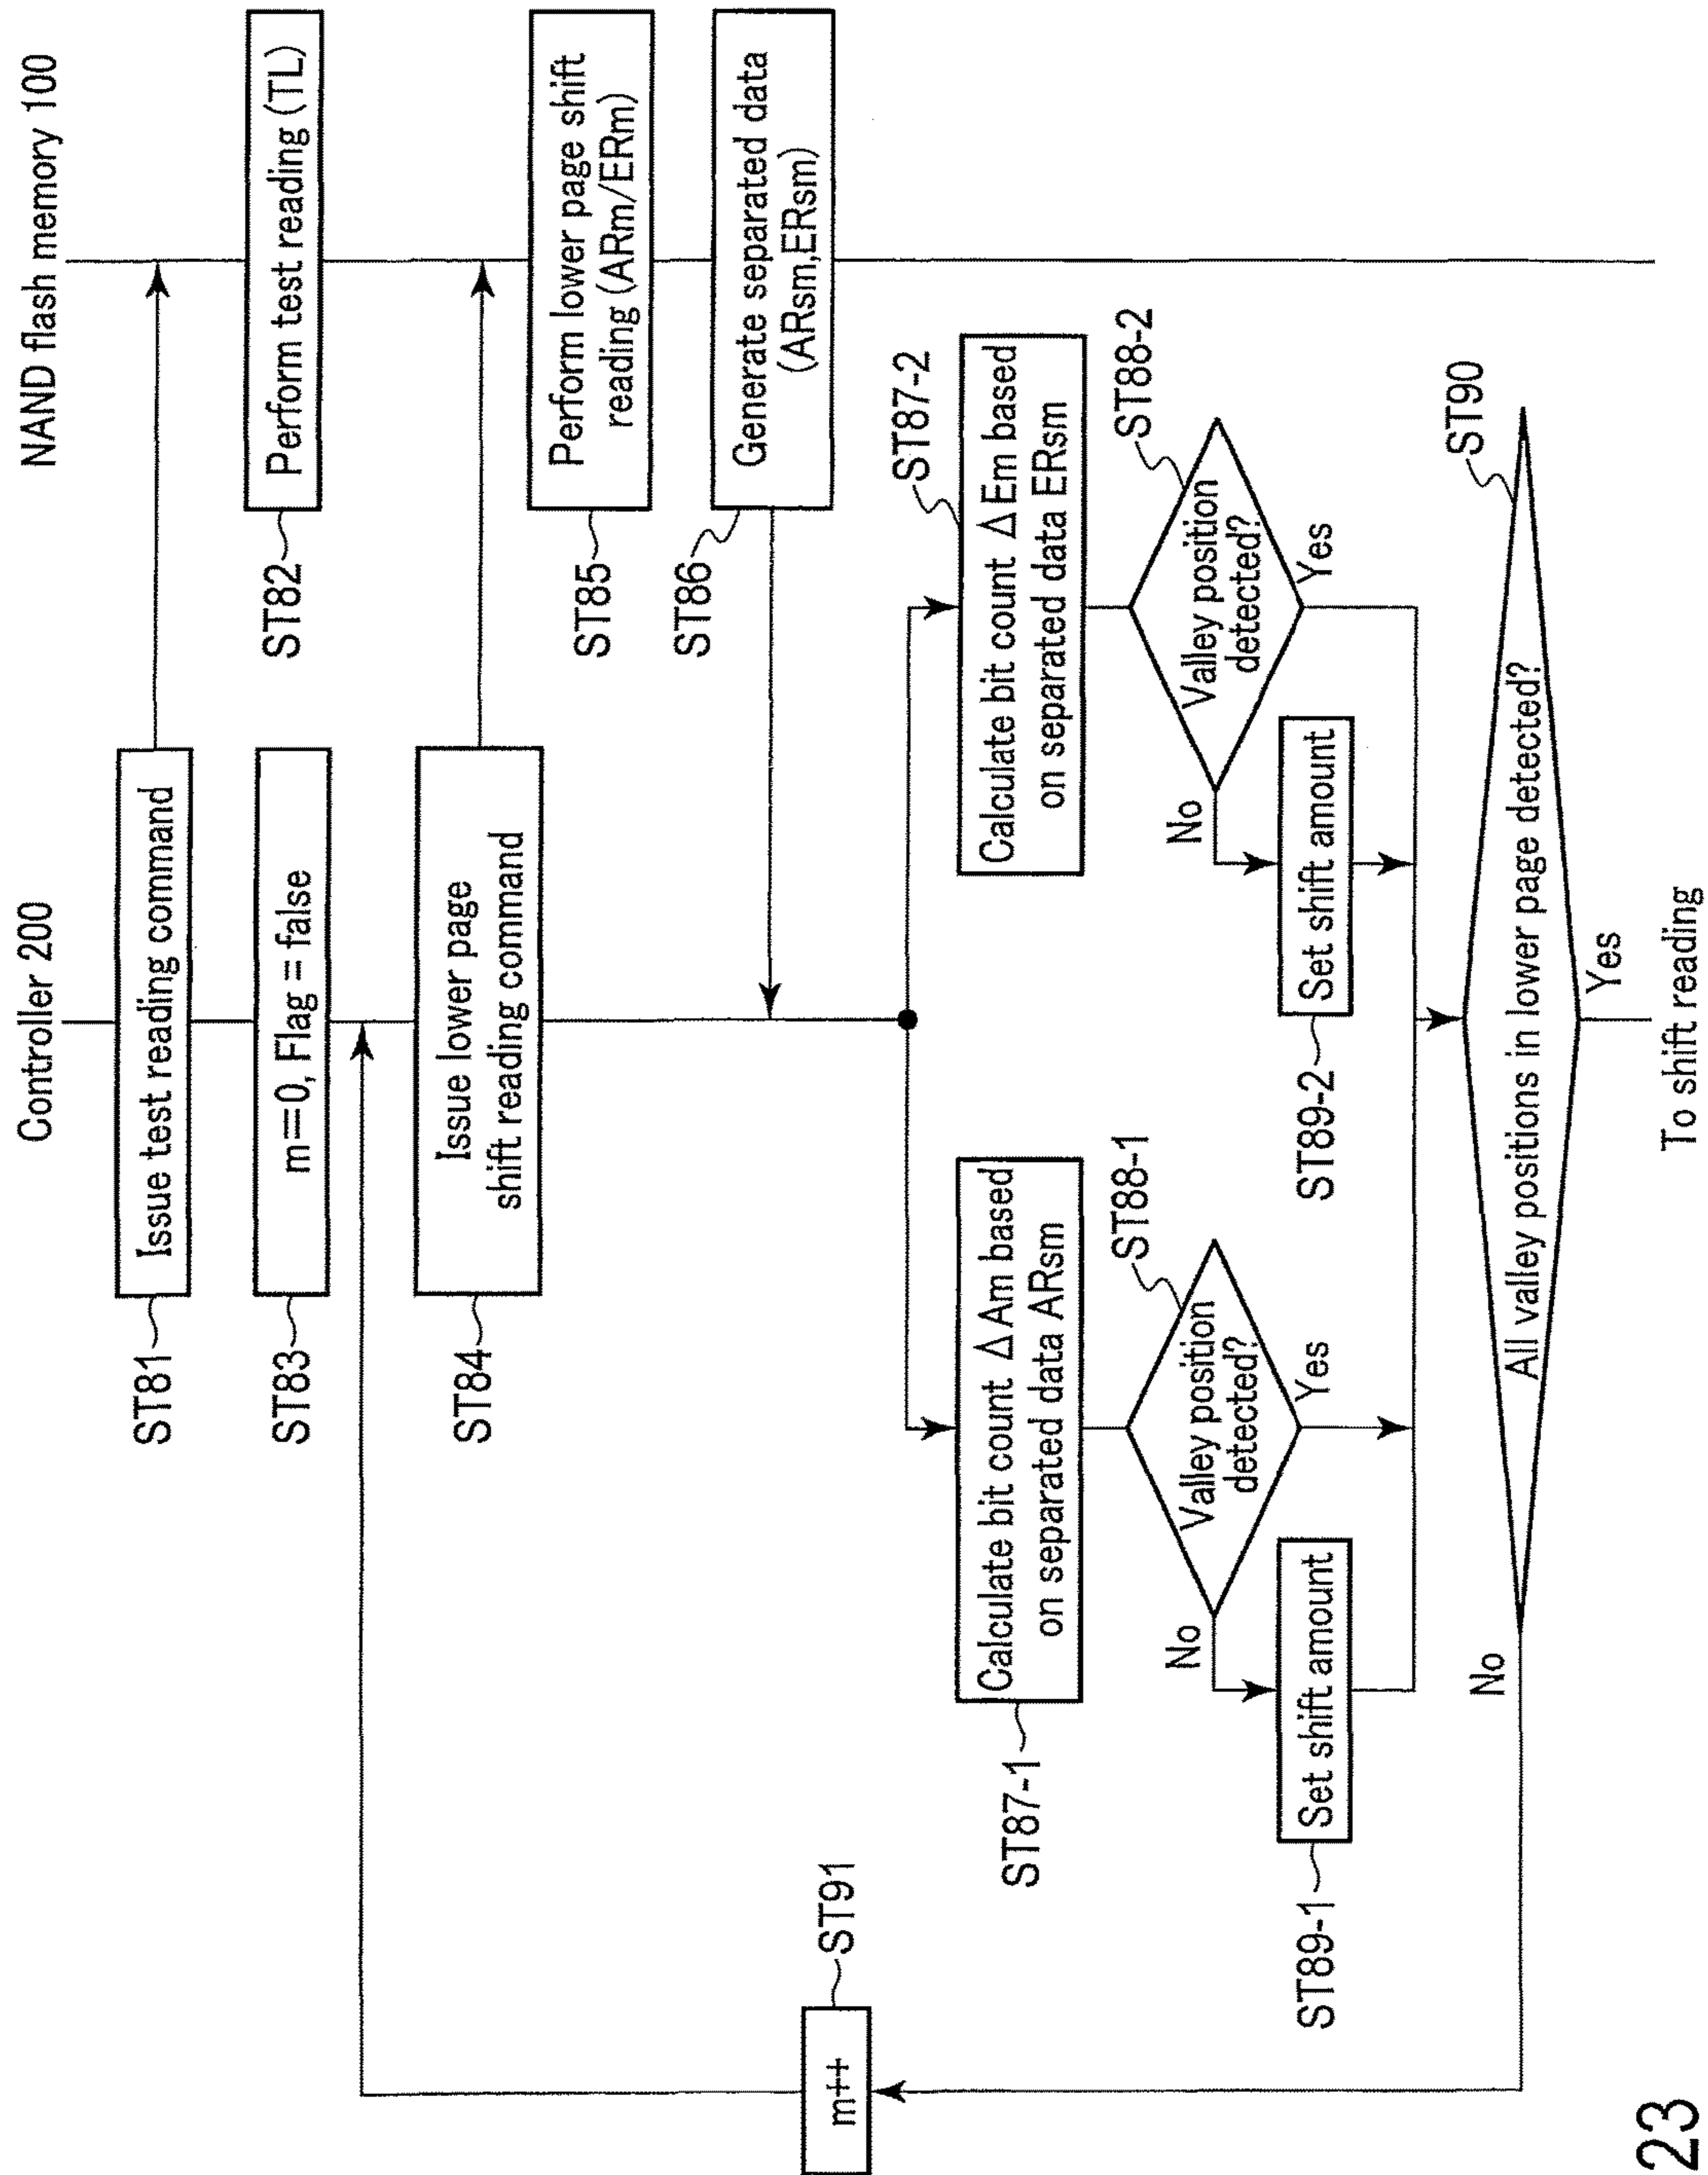 Controller 200
NAND flash memory 100
ST81
Issue test reading command
ST82
Perform test reading (TL)
ST83
m=0, Flag = false
ST84
Issue lower page
shift reading command
ST85
Perform lower page shift
reading (ARm/ERm)
ST86
Generate separated data
(ARsm,ERsm)
ST91
m++
ST87-1
Calculate bit count ΔAm based
on separated data ARsm
ST87-2
Calculate bit count ΔEm based
on separated data ERsm
ST88-1
Valley position
detected?
No
Yes
ST88-2
Valley position
detected?
No
Yes
ST89-1
Set shift amount
ST89-2
Set shift amount
ST90
All valley positions in lower page detected?
No
Yes
To shift reading
23